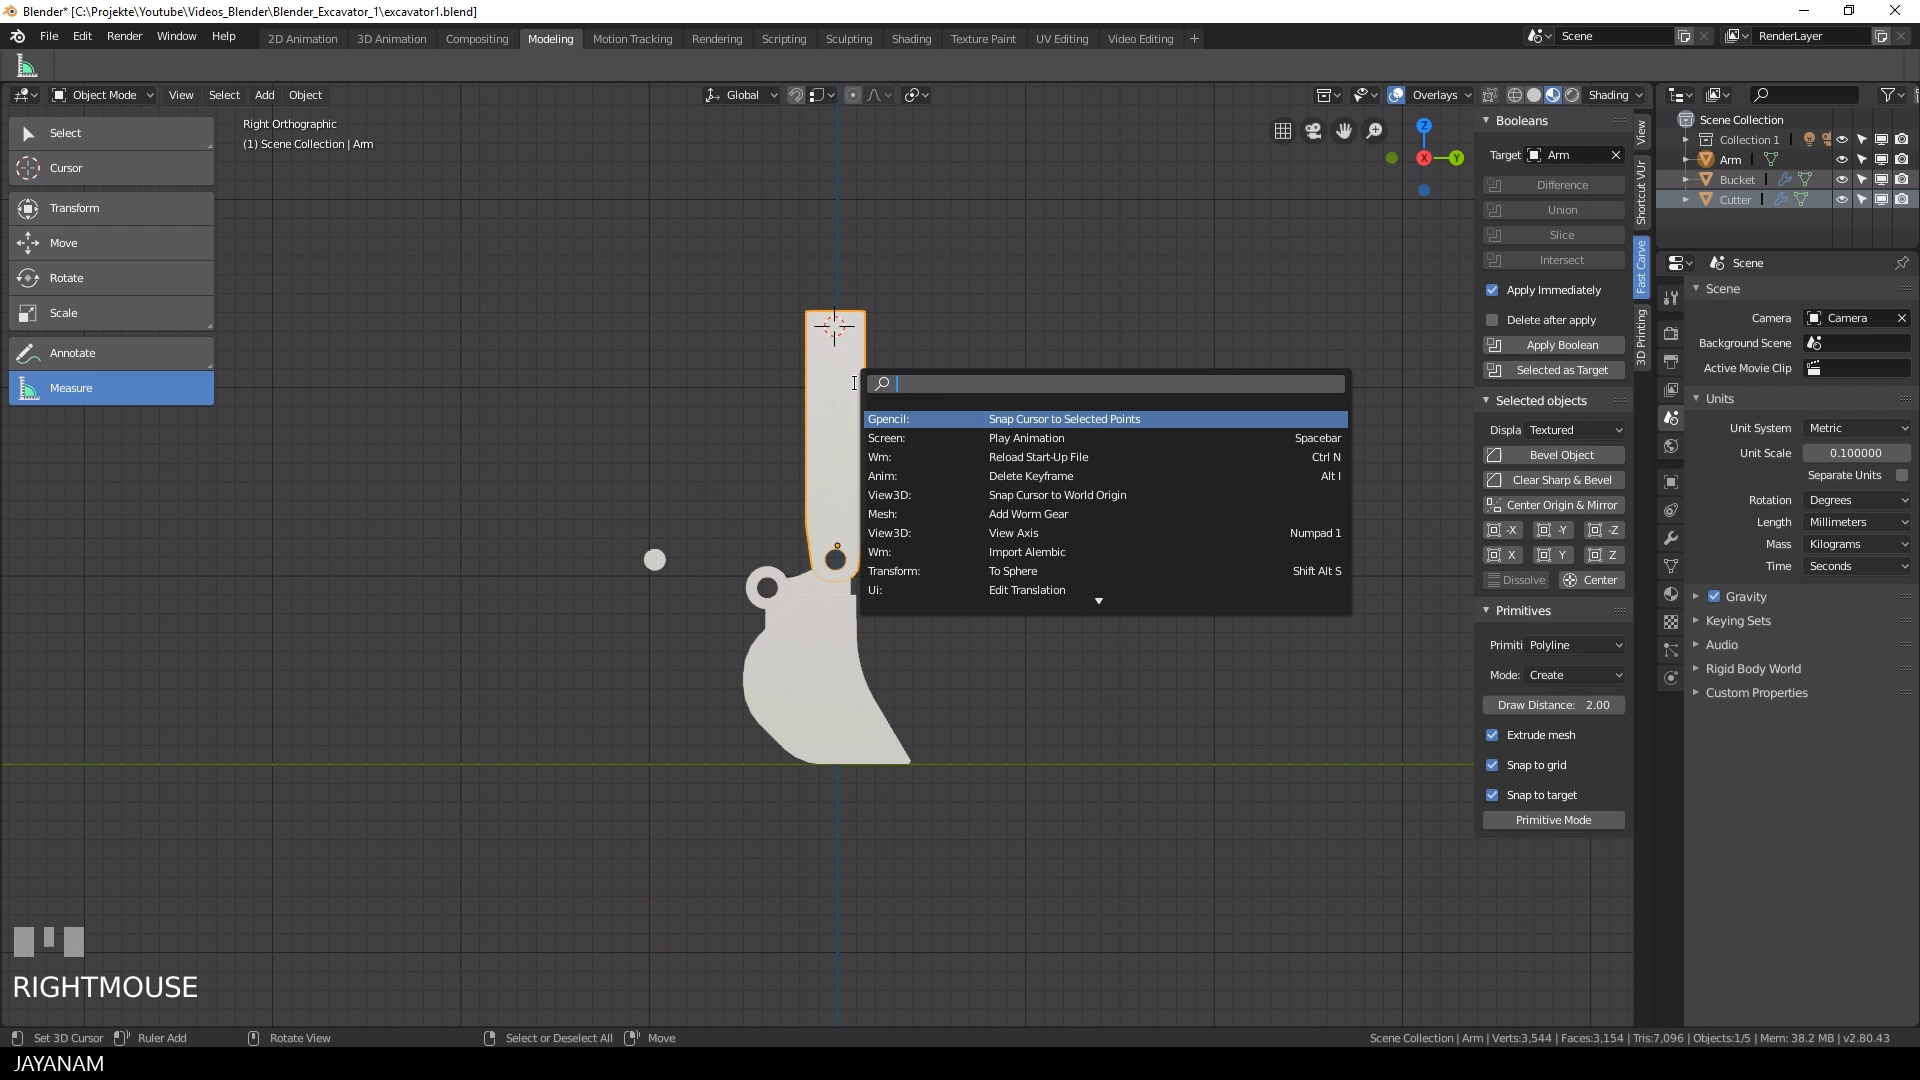 Blender* [C:\Projekte\Youtube\Videos_Blender\Blender_Excavator_1\excavator1.blend]
File Edit Render Window Help 2D Animation 3D Animation Compositing Modeling Motion Tracking Rendering Scripting Sculpting Shading Texture Paint UV Editing Video Editing + Scene RenderLayer
Object Mode View Select Add Object Global Overlays Shading
Right Orthographic
(1) Scene Collection | Arm
Select
Cursor
Transform
Move
Rotate
Scale
Annotate
Measure
Z
X
Y
Gpencil: Snap Cursor to Selected Points
Screen: Play Animation Spacebar
Wm: Reload Start-Up File Ctrl N
Anim: Delete Keyframe Alt I
View3D: Snap Cursor to World Origin
Mesh: Add Worm Gear
View3D: View Axis Numpad 1
Wm: Import Alembic
Transform: To Sphere Shift Alt S
Ui: Edit Translation
Booleans
Target Arm
Difference
Union
Slice
Intersect
Apply Immediately
Delete after apply
Apply Boolean
Selected as Target
Selected objects
Displa Textured
Bevel Object
Clear Sharp & Bevel
Center Origin & Mirror
-X -Y -Z
X Y Z
Dissolve Center
Primitives
Primiti Polyline
Mode: Create
Draw Distance: 2.00
Extrude mesh
Snap to grid
Snap to target
Primitive Mode
View
Shortcut VUr
Fast Carve
3D Printing
Scene Collection
Collection 1
Arm
Bucket
Cutter
Scene
Scene
Camera Camera
Background Scene
Active Movie Clip
Units
Unit System Metric
Unit Scale 0.100000
Separate Units
Rotation Degrees
Length Millimeters
Mass Kilograms
Time Seconds
Gravity
Keying Sets
Audio
Rigid Body World
Custom Properties
RIGHTMOUSE
Set 3D Cursor Ruler Add Rotate View Select or Deselect All Move Scene Collection | Arm | Verts:3,544 | Faces:3,154 | Tris:7,096 | Objects:1/5 | Mem: 38.2 MB | v2.80.43
JAYANAM